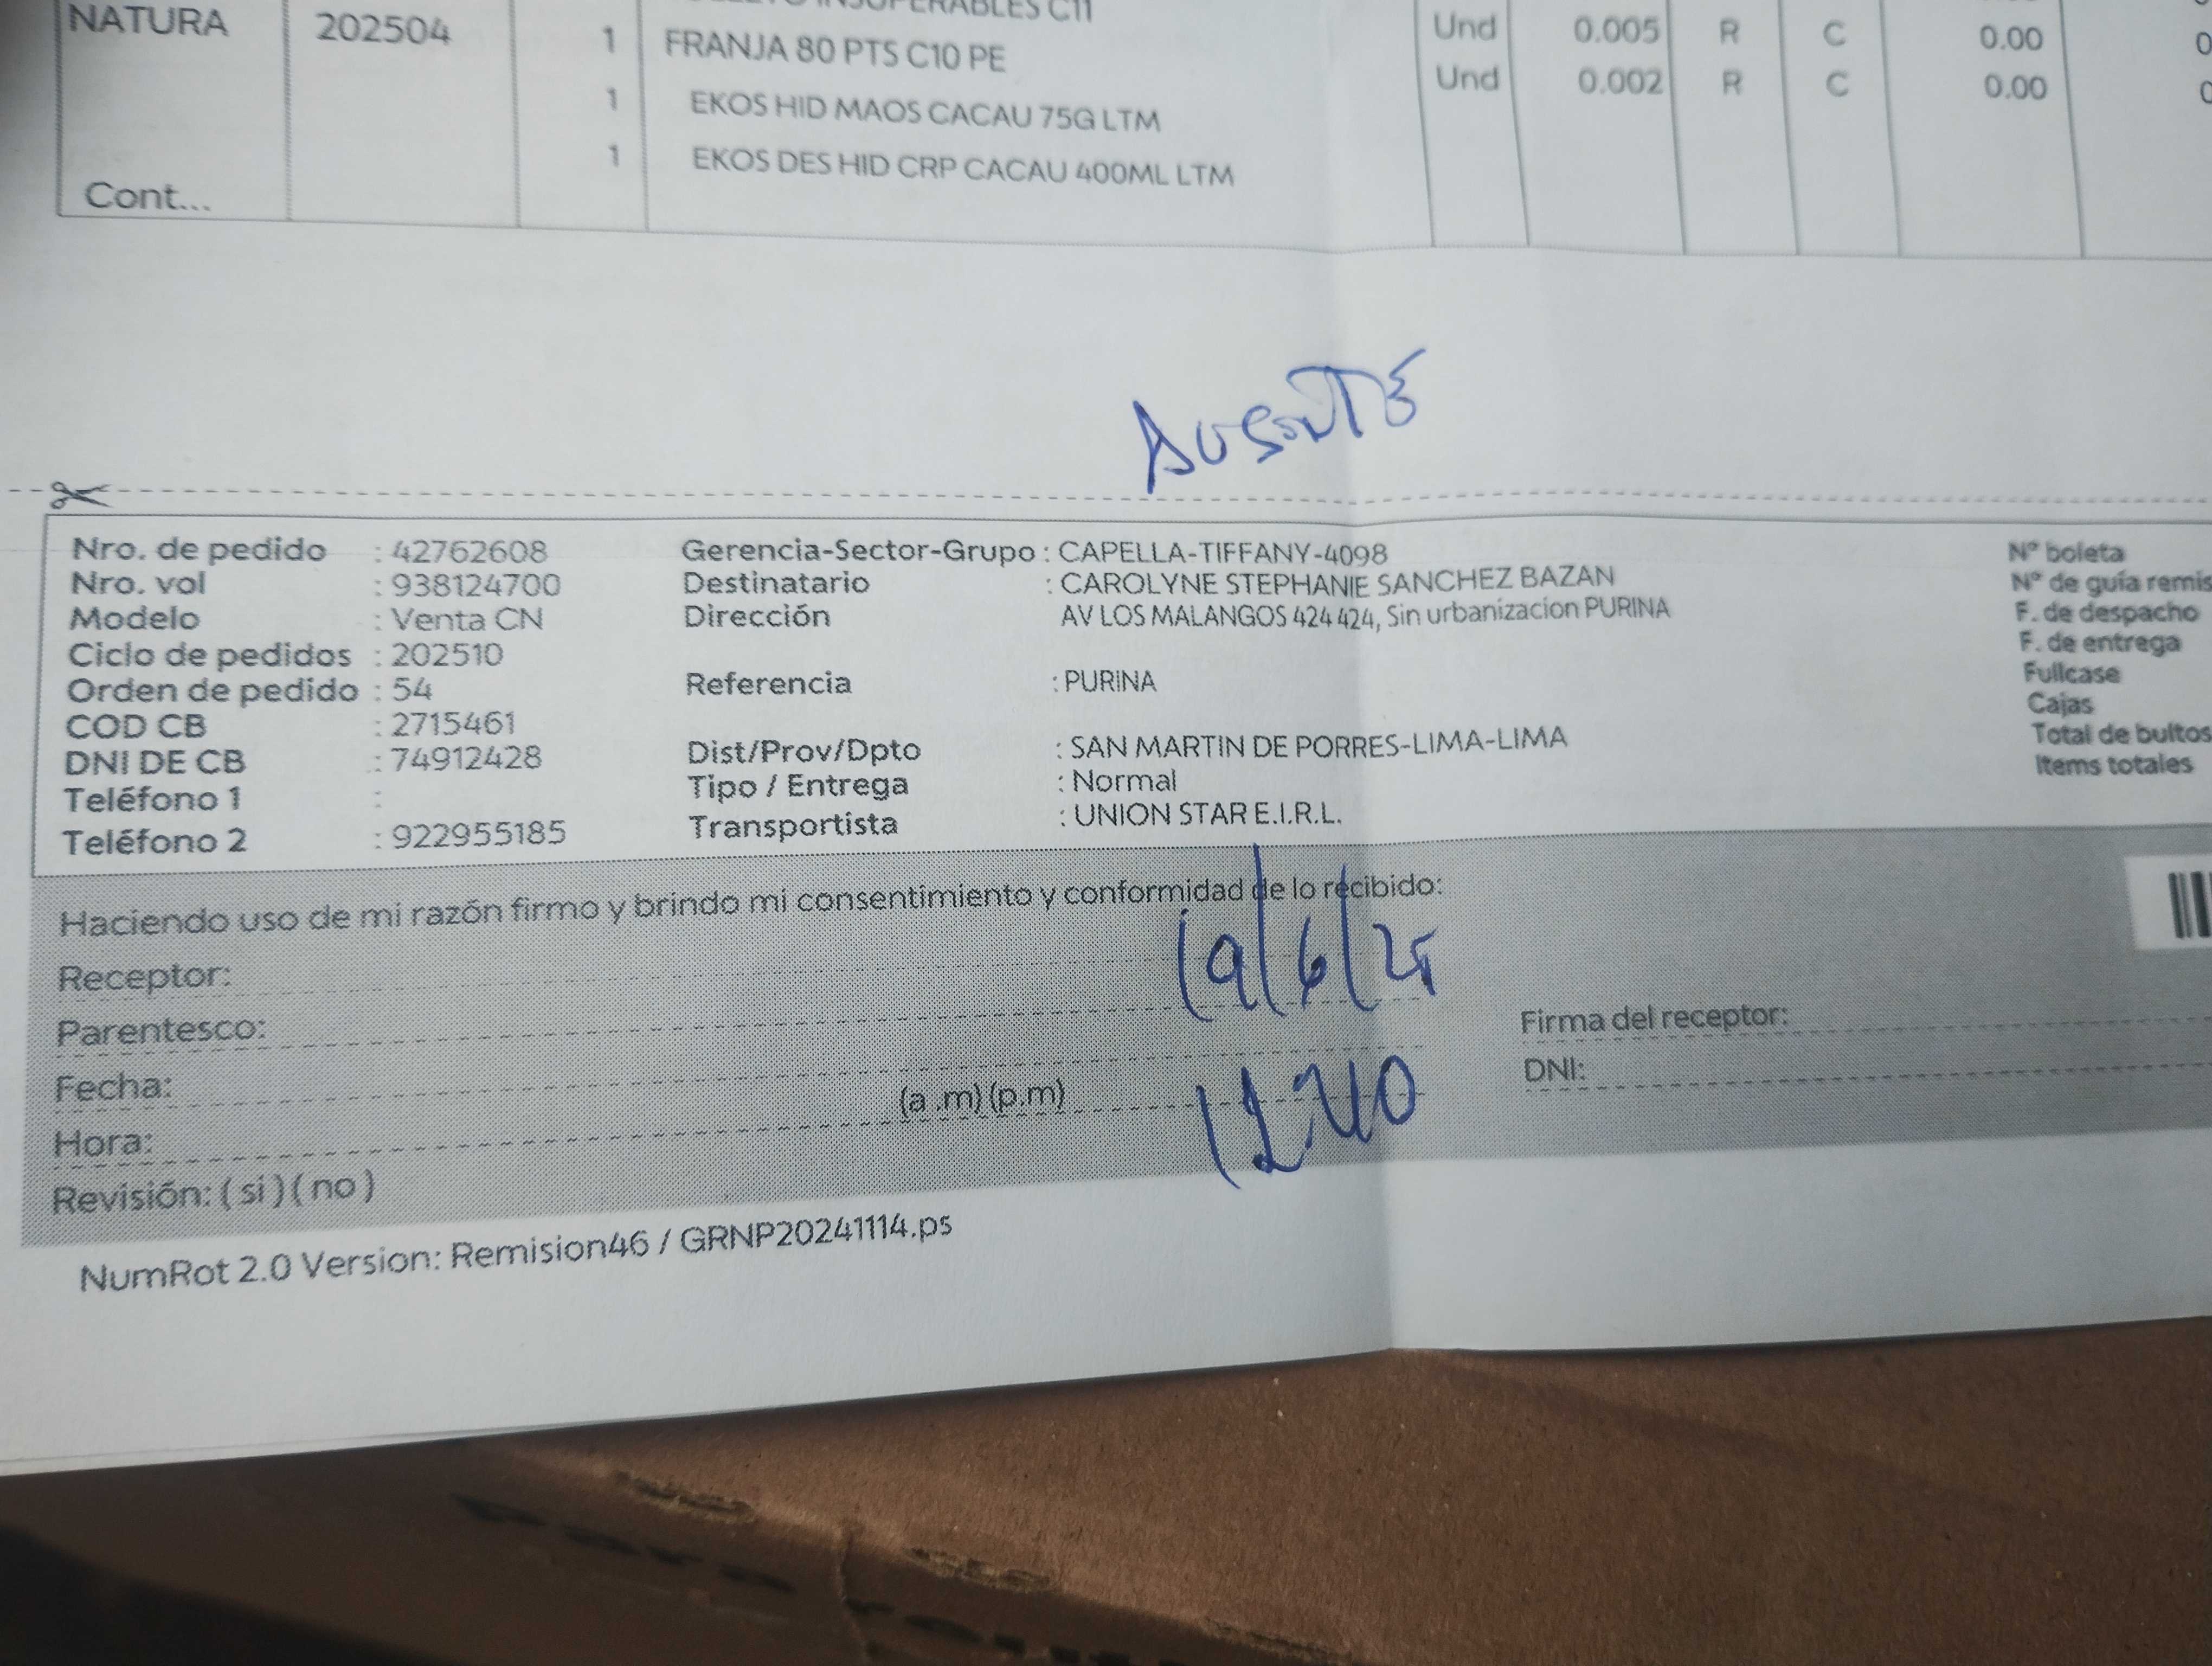 INSUPERABLES C11
NATURA 202504 1 FRANJA 80 PTS C10 PE Und 0.005 R C 0.00
1 EKOS HID MAOS CACAU 75G LTM Und 0.002 R C 0.00
1 EKOS DES HID CRP CACAU 400ML LTM
Cont...
AUSENTE
Nro. de pedido : 42762608 Gerencia-Sector-Grupo : CAPELLA-TIFFANY-4098 N° boleta
Nro. vol : 938124700 Destinatario : CAROLYNE STEPHANIE SANCHEZ BAZAN N° de guía remis
Modelo : Venta CN Dirección AV LOS MALANGOS 424 424, Sin urbanizacion PURINA F. de despacho
Ciclo de pedidos : 202510 F. de entrega
Orden de pedido : 54 Referencia : PURINA Fullcase
COD CB : 2715461 Cajas
DNI DE CB : 74912428 Dist/Prov/Dpto : SAN MARTIN DE PORRES-LIMA-LIMA Total de bultos
Teléfono 1 : Tipo / Entrega : Normal Items totales
Teléfono 2 : 922955185 Transportista : UNION STAR E.I.R.L.
Haciendo uso de mi razón firmo y brindo mi consentimiento y conformidad de lo recibido:
Receptor: 19/6/25
Parentesco: Firma del receptor:
Fecha: (a .m) (p.m) 12:40 DNI:
Hora:
Revisión: ( si ) ( no )
NumRot 2.0 Version: Remision46 / GRNP20241114.ps